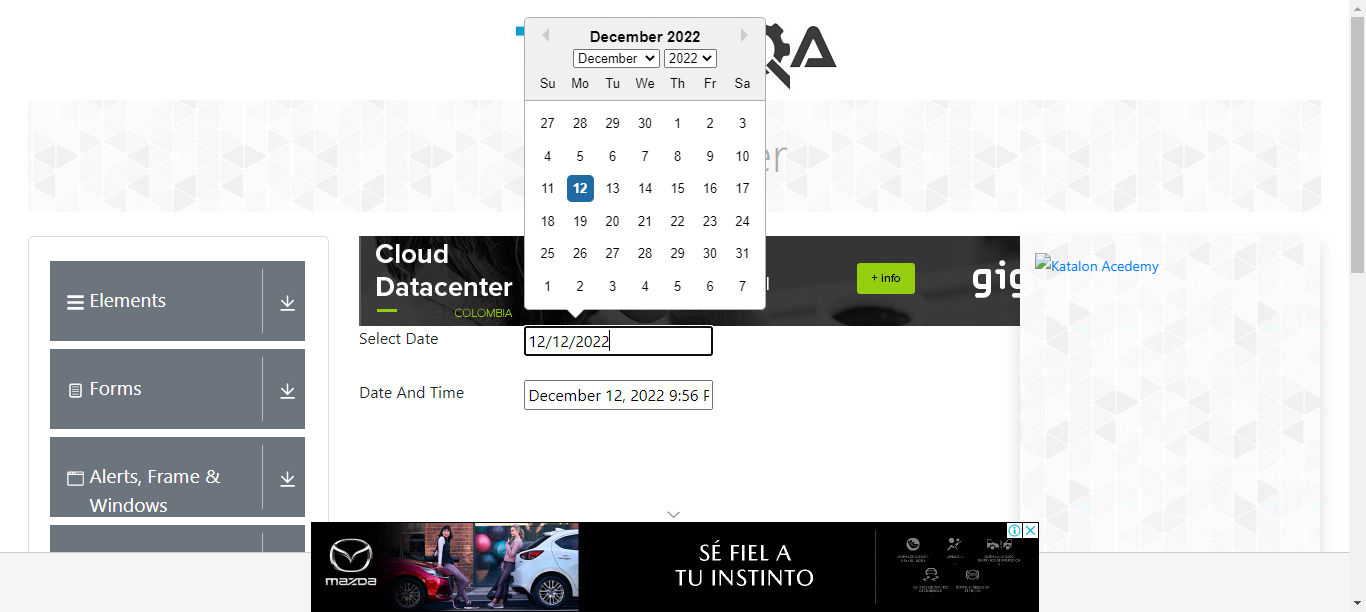 December 2022
December 2022
Su Mo Tu We Th Fr Sa
27 28 29 30 1 2 3
4 5 6 7 8 9 10
11 12 13 14 15 16 17
18 19 20 21 22 23 24
25 26 27 28 29 30 31
1 2 3 4 5 6 7
QA
er
Elements
Forms
Alerts, Frame &
Windows
Cloud
Datacenter
COLOMBIA
+ info
gig
Katalon Acedemy
Select Date
12/12/2022
Date And Time
December 12, 2022 9:56 P
mazda
SÉ FIEL A
TU INSTINTO